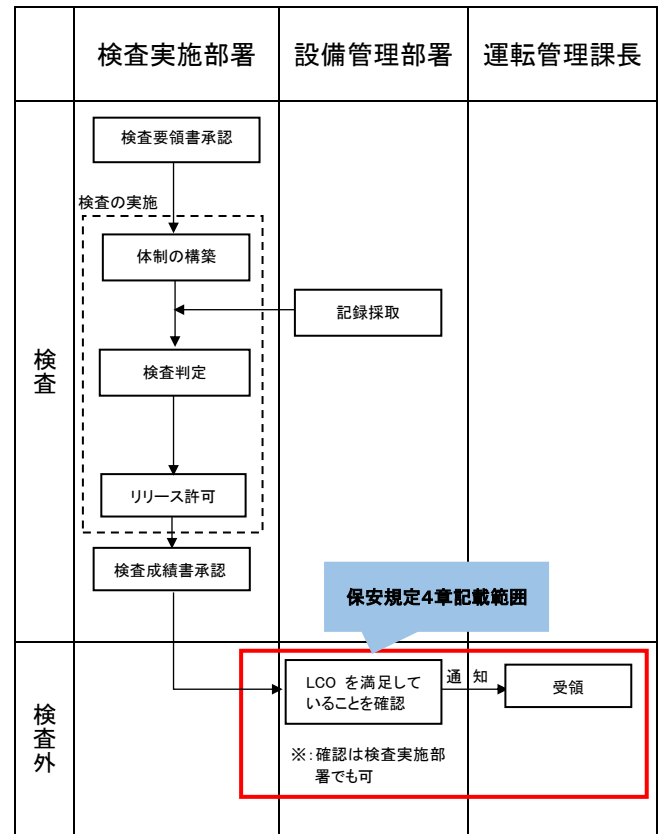 検査実施部署
設備管理部署
運転管理課長
検査
検査要領書承認
検査の実施
体制の構築
記録採取
検査判定
リリース許可
検査成績書承認
保安規定4章記載範囲
検査外
LCO を満足して
いることを確認
通 知
受領
※:確認は検査実施部
署でも可